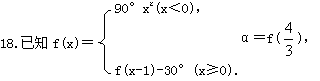 90° x²(x<0),
18.已知 f(x)= α=f(4/3),
f(x-1)-30° (x≥0).